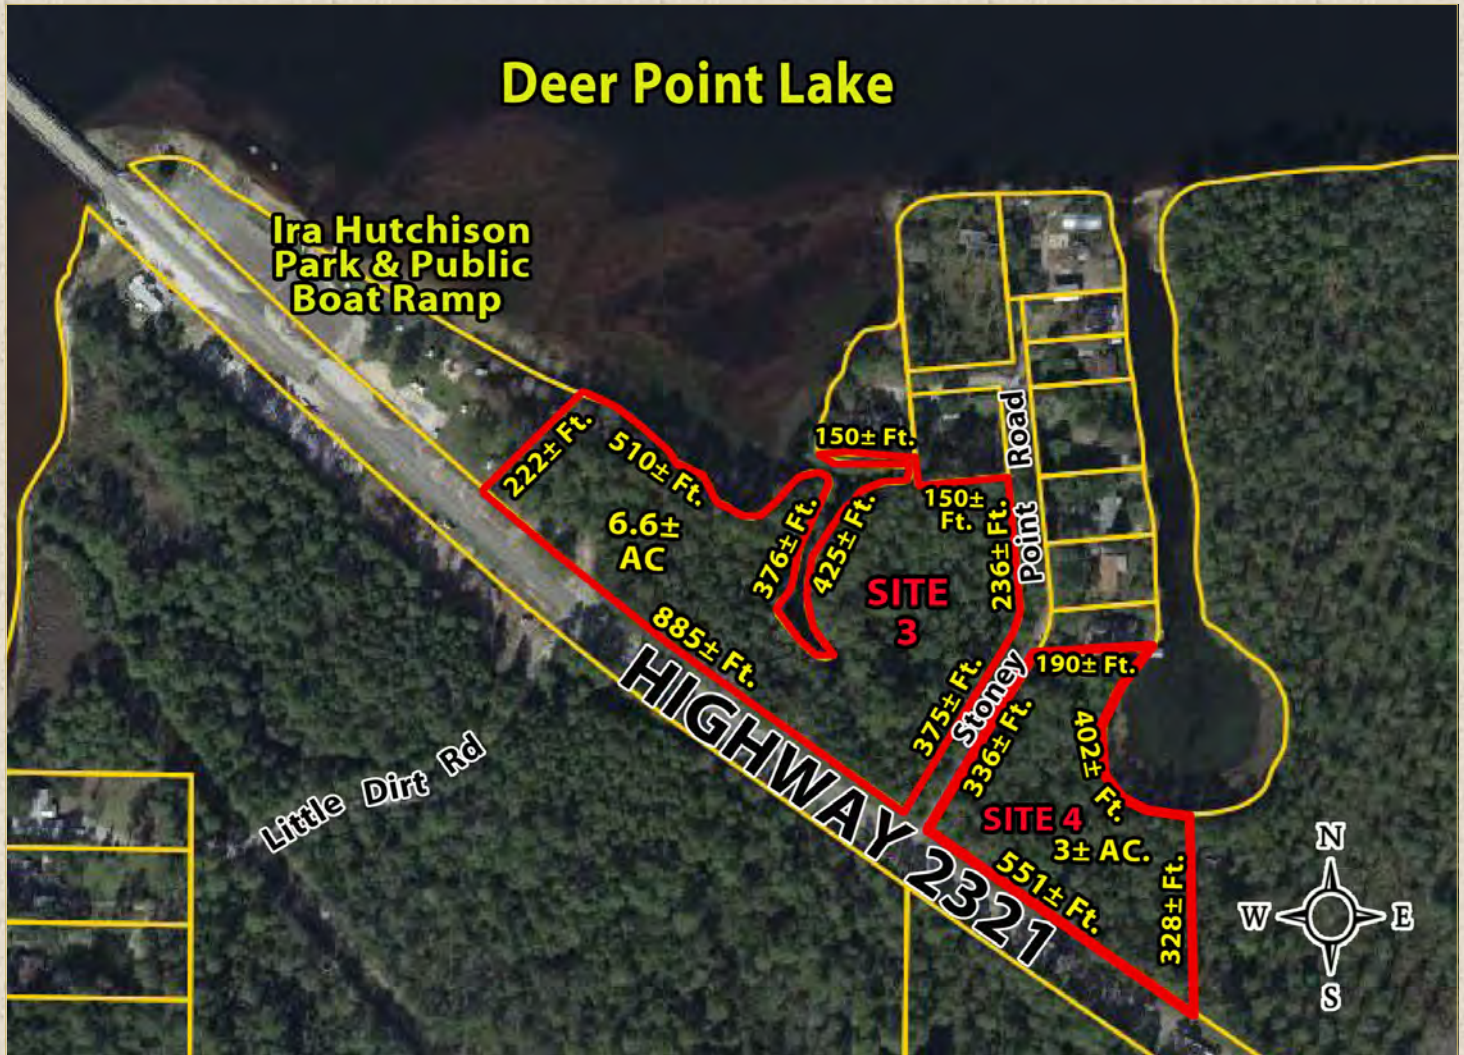 Deer Point Lake
Ira Hutchison
Park & Public
Boat Ramp
222± Ft.
510± Ft.
150± Ft.
6.6±
AC
376± Ft.
425± Ft.
150±
Ft.
236± Ft.
SITE
3
885± Ft.
375± Ft.
Stoney Point Road
190± Ft.
336± Ft.
402± Ft.
SITE 4
3± AC.
551± Ft.
328± Ft.
HIGHWAY 2321
Little Dirt Rd
N
W E
S